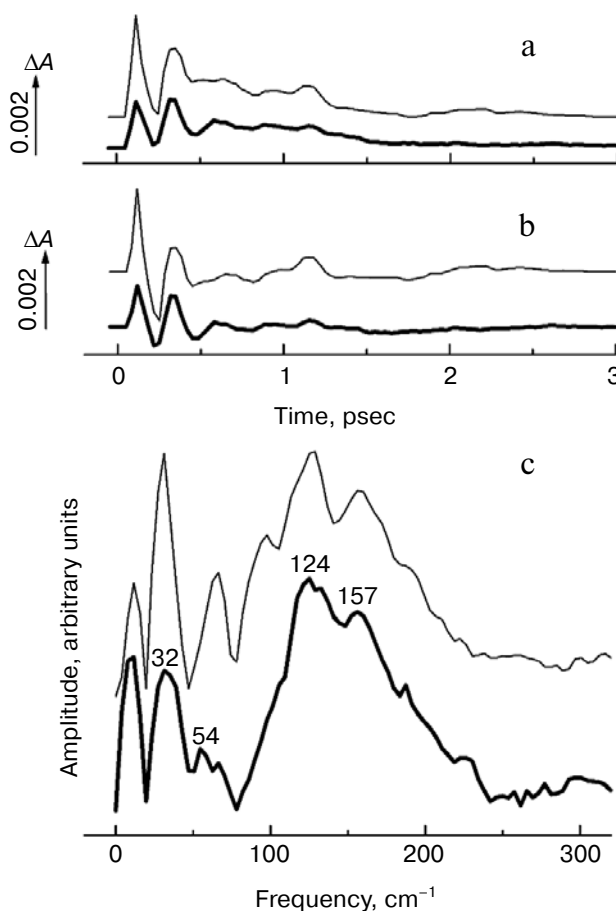 a
ΔA
0.002
b
ΔA
0.002
0 1 2 3
Time, psec
c
Amplitude, arbitrary units
124
157
32
54
0 100 200 300
Frequency, cm⁻¹